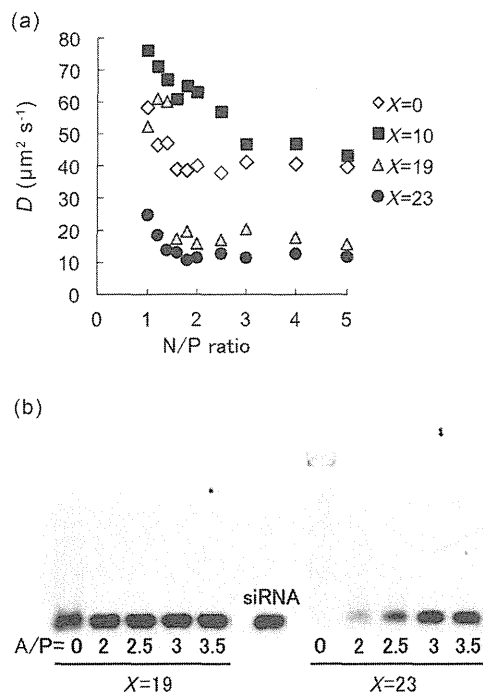 (a)
80
70
60
50
40
30
20
10
0
D (μm² s⁻¹)
0 1 2 3 4 5
N/P ratio
X=0
X=10
X=19
X=23
(b)
siRNA
A/P= 0 2 2.5 3 3.5 0 2 2.5 3 3.5
X=19 X=23